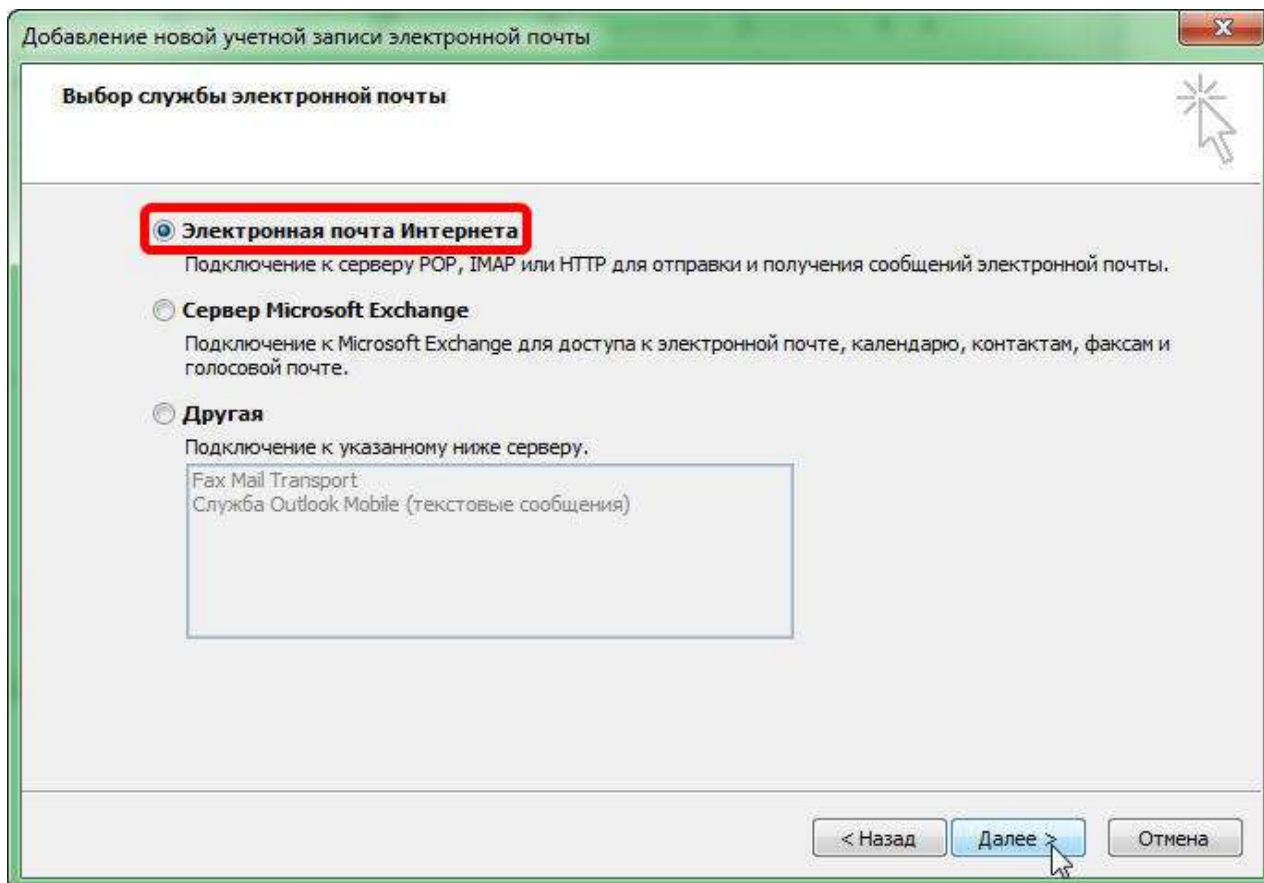 Добавление новой учетной записи электронной почты
Выбор службы электронной почты
Электронная почта Интернета
Подключение к серверу POP, IMAP или HTTP для отправки и получения сообщений электронной почты.
Сервер Microsoft Exchange
Подключение к Microsoft Exchange для доступа к электронной почте, календарю, контактам, факсам и
голосовой почте.
Другая
Подключение к указанному ниже серверу.
Fax Mail Transport
Служба Outlook Mobile (текстовые сообщения)
< Назад Далее > Отмена